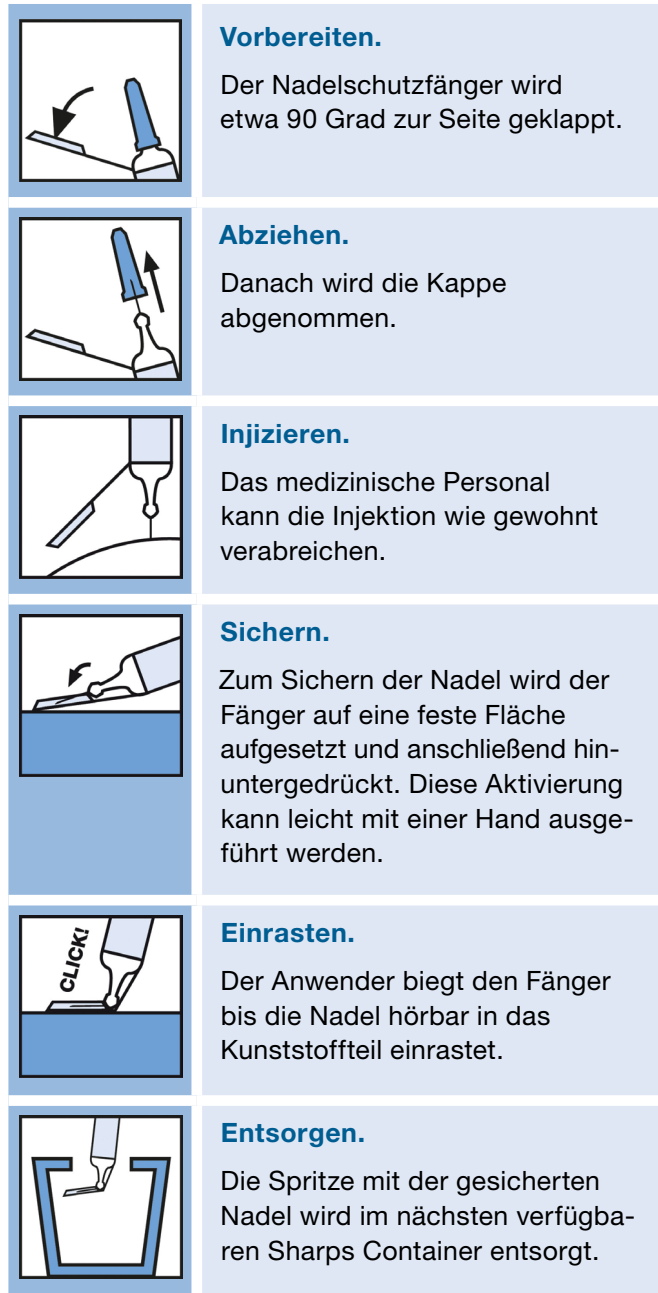 Vorbereiten.
Der Nadelschutzfänger wird
etwa 90 Grad zur Seite geklappt.
Abziehen.
Danach wird die Kappe
abgenommen.
Injizieren.
Das medizinische Personal
kann die Injektion wie gewohnt
verabreichen.
Sichern.
Zum Sichern der Nadel wird der
Fänger auf eine feste Fläche
aufgesetzt und anschließend hin-
untergedrückt. Diese Aktivierung
kann leicht mit einer Hand ausge-
führt werden.
CLICK!
Einrasten.
Der Anwender biegt den Fänger
bis die Nadel hörbar in das
Kunststoffteil einrastet.
Entsorgen.
Die Spritze mit der gesicherten
Nadel wird im nächsten verfügba-
ren Sharps Container entsorgt.